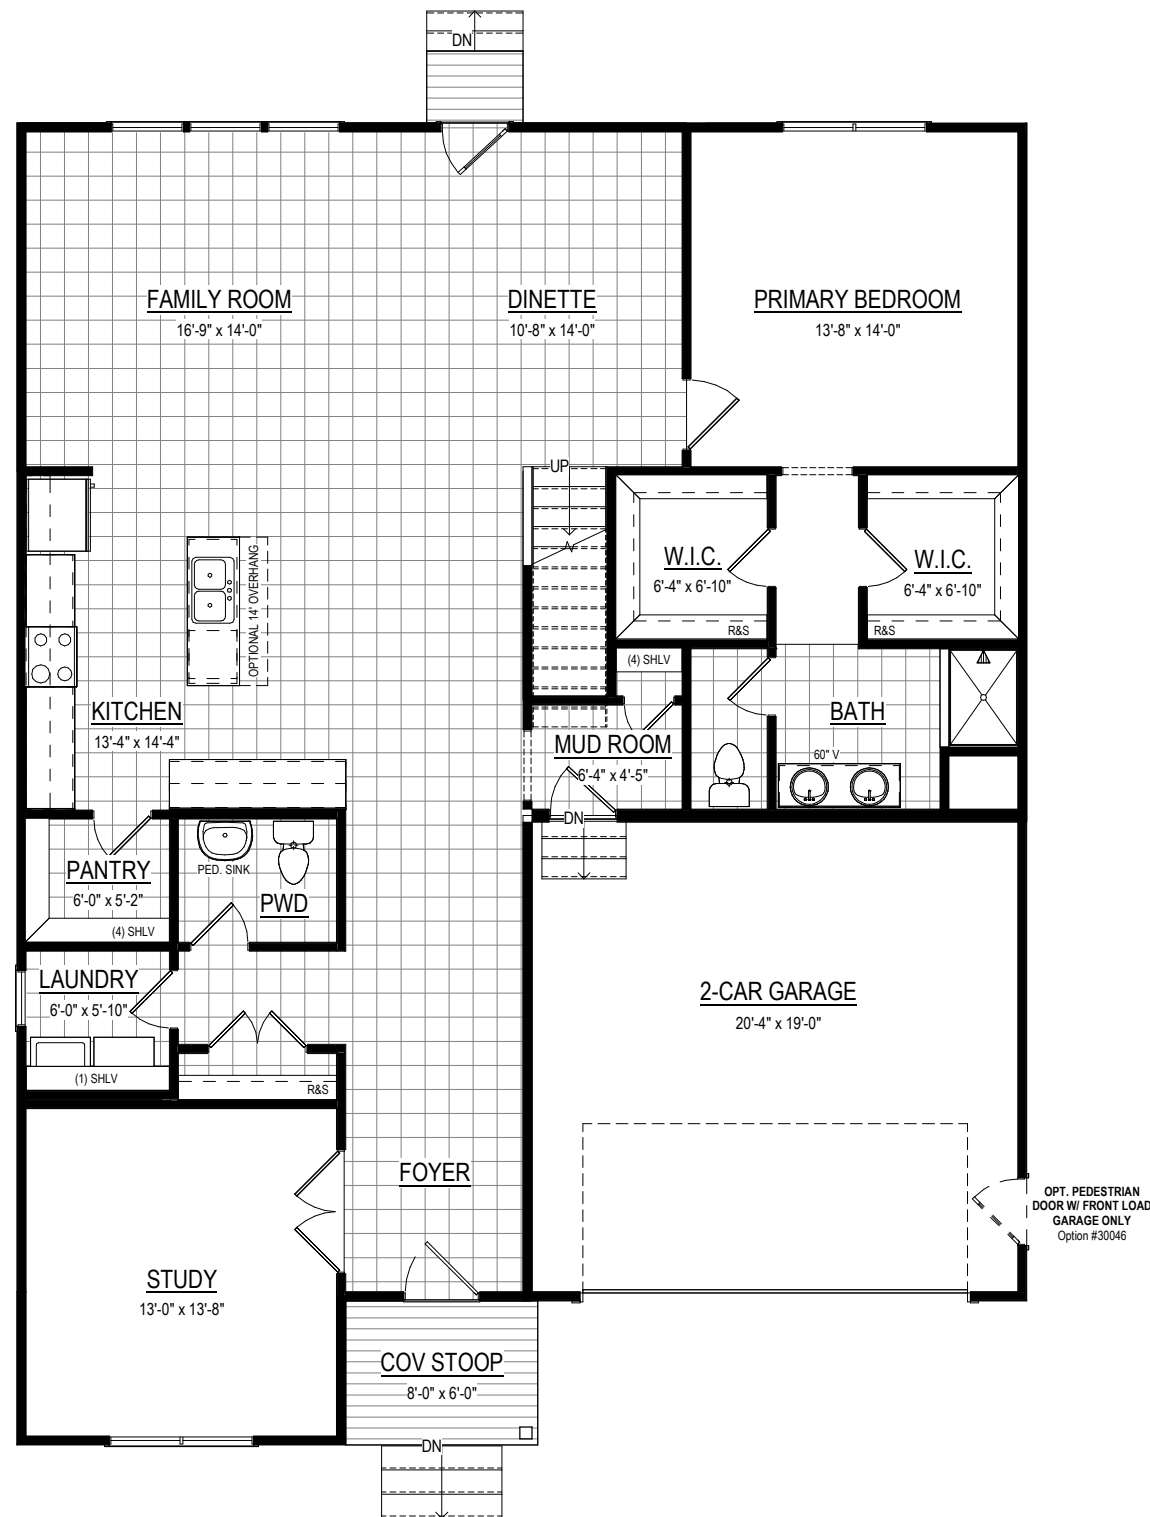 DN
FAMILY ROOM
16'-9" x 14'-0"
DINETTE
10'-8" x 14'-0"
PRIMARY BEDROOM
13'-8" x 14'-0"
UP
W.I.C.
6'-4" x 6'-10"
R&S
W.I.C.
6'-4" x 6'-10"
R&S
OPTIONAL 14' OVERHANG
(4) SHLV
KITCHEN
13'-4" x 14'-4"
MUD ROOM
6'-4" x 4'-5"
BATH
60" V
DN
PED. SINK
PWD
PANTRY
6'-0" x 5'-2"
(4) SHLV
LAUNDRY
6'-0" x 5'-10"
(1) SHLV
R&S
2-CAR GARAGE
20'-4" x 19'-0"
FOYER
OPT. PEDESTRIAN
DOOR W/ FRONT LOAD
GARAGE ONLY
Option #30046
STUDY
13'-0" x 13'-8"
COV STOOP
8'-0" x 6'-0"
DN